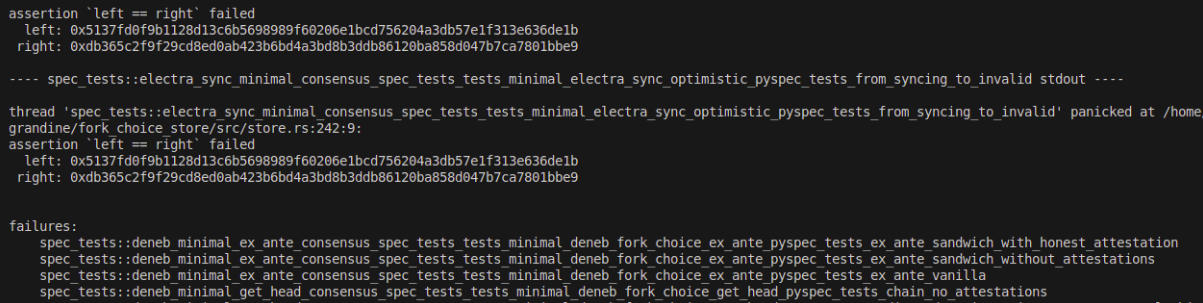 assertion `left == right` failed
left: 0x5137fd0f9b1128d13c6b5698989f60206e1bcd756204a3db57e1f313e636de1b
right: 0xdb365c2f9f29cd8ed0ab423b6bd4a3bd8b3ddb86120ba858d047b7ca7801bbe9
---- spec_tests::electra_sync_minimal_consensus_spec_tests_tests_minimal_electra_sync_optimistic_pyspec_tests_from_syncing_to_invalid stdout ----
thread 'spec_tests::electra_sync_minimal_consensus_spec_tests_tests_minimal_electra_sync_optimistic_pyspec_tests_from_syncing_to_invalid' panicked at /home/
grandine/fork_choice_store/src/store.rs:242:9:
assertion `left == right` failed
left: 0x5137fd0f9b1128d13c6b5698989f60206e1bcd756204a3db57e1f313e636de1b
right: 0xdb365c2f9f29cd8ed0ab423b6bd4a3bd8b3ddb86120ba858d047b7ca7801bbe9
failures:
spec_tests::deneb_minimal_ex_ante_consensus_spec_tests_tests_minimal_deneb_fork_choice_ex_ante_pyspec_tests_ex_ante_sandwich_with_honest_attestation
spec_tests::deneb_minimal_ex_ante_consensus_spec_tests_tests_minimal_deneb_fork_choice_ex_ante_pyspec_tests_ex_ante_sandwich_without_attestations
spec_tests::deneb_minimal_ex_ante_consensus_spec_tests_tests_minimal_deneb_fork_choice_ex_ante_pyspec_tests_ex_ante_vanilla
spec_tests::deneb_minimal_get_head_consensus_spec_tests_tests_minimal_deneb_fork_choice_get_head_pyspec_tests_chain_no_attestations